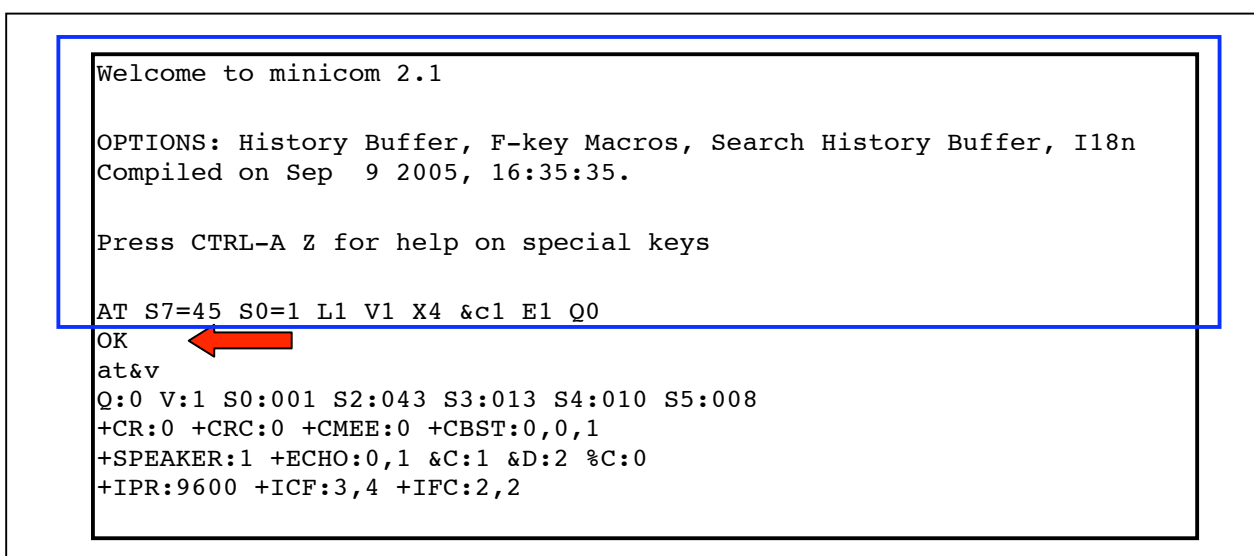 Welcome to minicom 2.1
OPTIONS: History Buffer, F-key Macros, Search History Buffer, I18n
Compiled on Sep  9 2005, 16:35:35.
Press CTRL-A Z for help on special keys
AT S7=45 S0=1 L1 V1 X4 &c1 E1 Q0
OK
at&v
Q:0 V:1 S0:001 S2:043 S3:013 S4:010 S5:008
+CR:0 +CRC:0 +CMEE:0 +CBST:0,0,1
+SPEAKER:1 +ECHO:0,1 &C:1 &D:2 %C:0
+IPR:9600 +ICF:3,4 +IFC:2,2